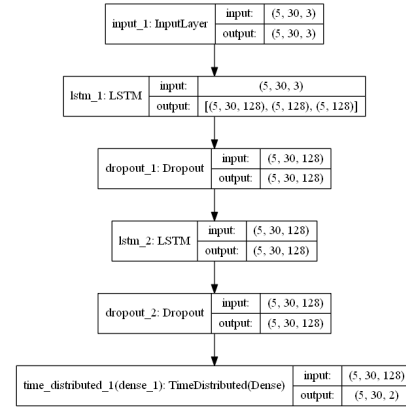 input_1: InputLayer input: (5, 30, 3)
output: (5, 30, 3)
lstm_1: LSTM input: (5, 30, 3)
output: [(5, 30, 128), (5, 128), (5, 128)]
dropout_1: Dropout input: (5, 30, 128)
output: (5, 30, 128)
lstm_2: LSTM input: (5, 30, 128)
output: (5, 30, 128)
dropout_2: Dropout input: (5, 30, 128)
output: (5, 30, 128)
time_distributed_1(dense_1): TimeDistributed(Dense) input: (5, 30, 128)
output: (5, 30, 2)